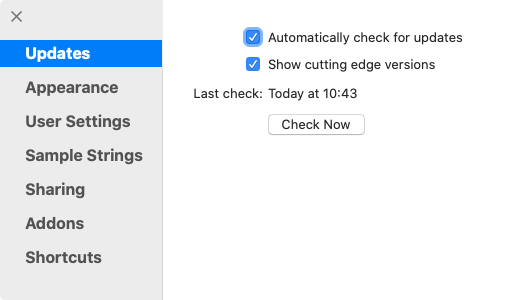 Updates
Appearance
User Settings
Sample Strings
Sharing
Addons
Shortcuts
Automatically check for updates
Show cutting edge versions
Last check: Today at 10:43
Check Now